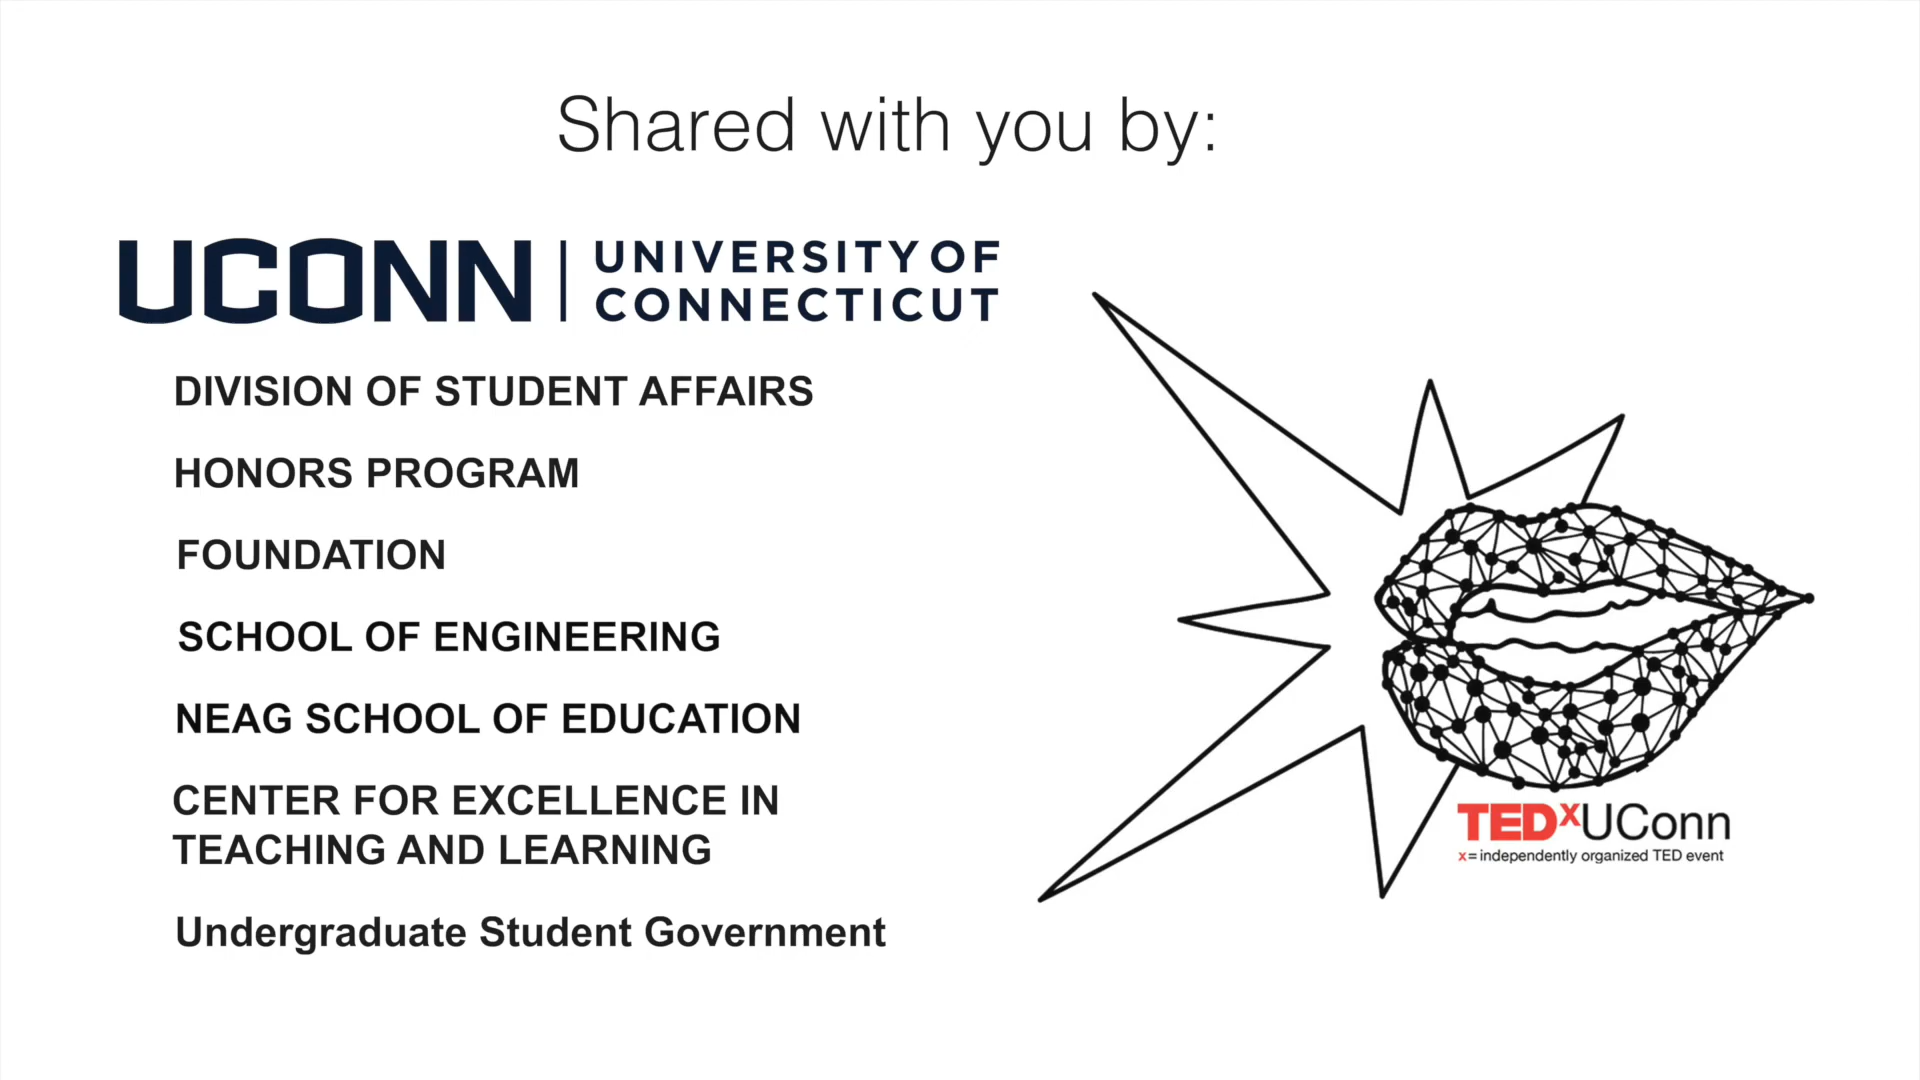 Shared with you by:
UCONN | UNIVERSITY OF
CONNECTICUT
DIVISION OF STUDENT AFFAIRS
HONORS PROGRAM
FOUNDATION
SCHOOL OF ENGINEERING
NEAG SCHOOL OF EDUCATION
CENTER FOR EXCELLENCE IN
TEACHING AND LEARNING
Undergraduate Student Government
TEDxUConn
x = independently organized TED event